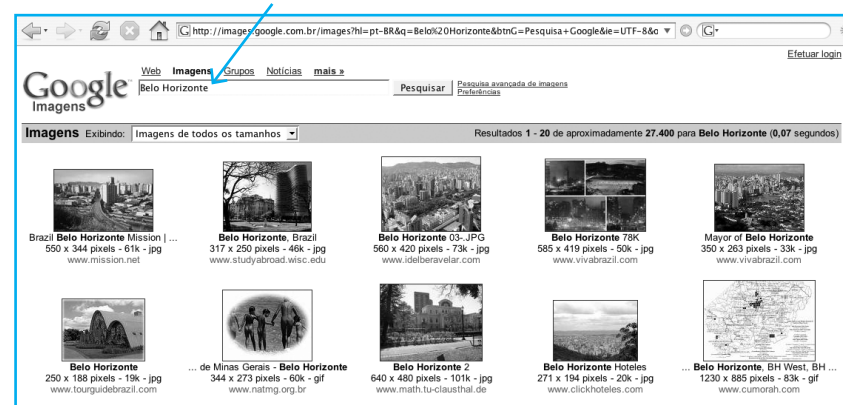 http://images.google.com.br/images?hl=pt-BR&q=Belo%20Horizonte&btnG=Pesquisa+Google&ie=UTF-8&o
Efetuar login
Web Imagens Grupos Notícias mais »
Google Imagens
Belo Horizonte Pesquisar Pesquisa avançada de imagens
Preferências
Imagens Exibindo: Imagens de todos os tamanhos Resultados 1 - 20 de aproximadamente 27.400 para Belo Horizonte (0,07 segundos)
Brazil Belo Horizonte Mission | ...
550 x 344 pixels - 61k - jpg
www.mission.net
Belo Horizonte, Brazil
317 x 250 pixels - 46k - jpg
www.studyabroad.wisc.edu
Belo Horizonte 03-.JPG
560 x 420 pixels - 73k - jpg
www.idelberavelar.com
Belo Horizonte 78K
585 x 419 pixels - 50k - jpg
www.vivabrazil.com
Mayor of Belo Horizonte
350 x 263 pixels - 33k - jpg
www.vivabrazil.com
Belo Horizonte
250 x 188 pixels - 19k - jpg
www.tourguidebrazil.com
... de Minas Gerais - Belo Horizonte
344 x 273 pixels - 60k - gif
www.natmg.org.br
Belo Horizonte 2
640 x 480 pixels - 101k - jpg
www.math.tu-clausthal.de
Belo Horizonte Hoteles
271 x 194 pixels - 20k - jpg
www.clickhoteles.com
... Belo Horizonte, BH West, BH ...
1230 x 885 pixels - 83k - gif
www.cumorah.com